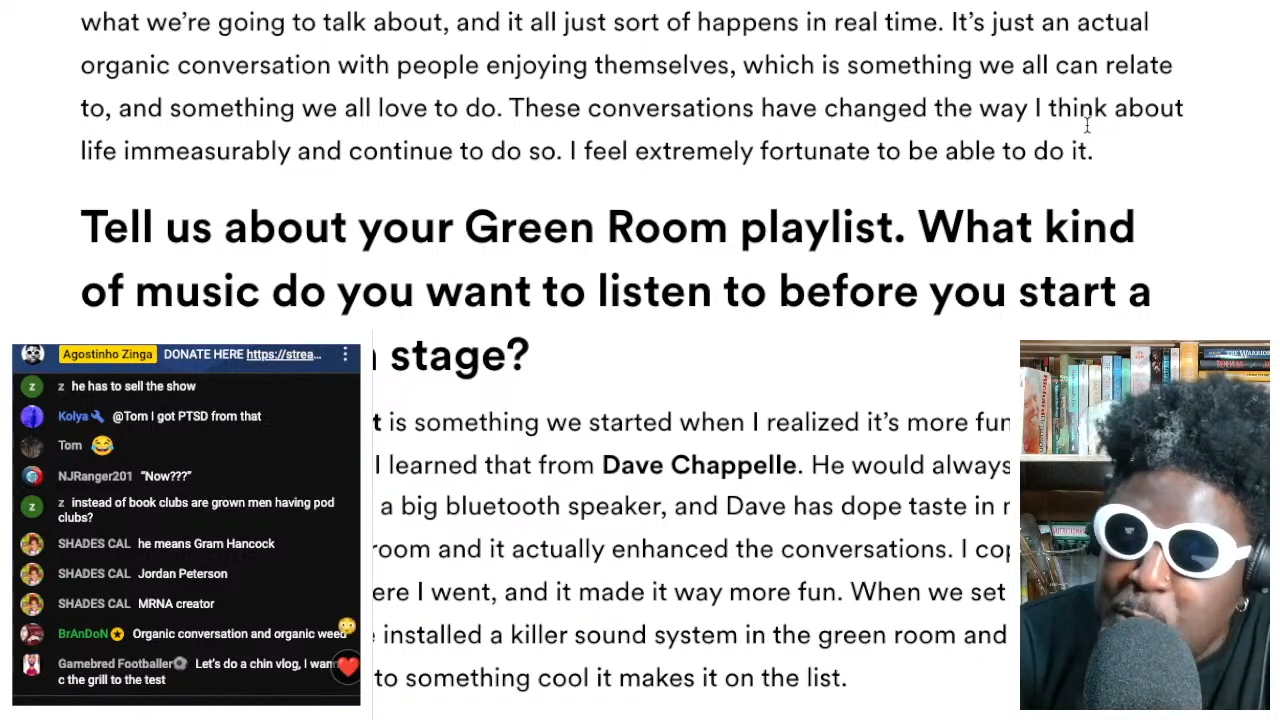 what we’re going to talk about, and it all just sort of happens in real time. It’s just an actual
organic conversation with people enjoying themselves, which is something we all can relate
to, and something we all love to do. These conversations have changed the way I think about
life immeasurably and continue to do so. I feel extremely fortunate to be able to do it.
Tell us about your Green Room playlist. What kind
of music do you want to listen to before you start a
stage?
t is something we started when I realized it’s more fun
I learned that from Dave Chappelle. He would always
a big bluetooth speaker, and Dave has dope taste in
room and it actually enhanced the conversations. I
ere I went, and it made it way more fun. When we set
installed a killer sound system in the green room and
to something cool it makes it on the list.
Agostinho Zinga DONATE HERE https://strea...
z he has to sell the show
Kolya @Tom I got PTSD from that
Tom
NJRanger201 “Now???”
z instead of book clubs are grown men having pod
clubs?
SHADES CAL he means Gram Hancock
SHADES CAL Jordan Peterson
SHADES CAL MRNA creator
BrAnDoN Organic conversation and organic weed
Gamebred Footballer Let’s do a chin vlog, I wan
c the grill to the test
THE WARRIOR